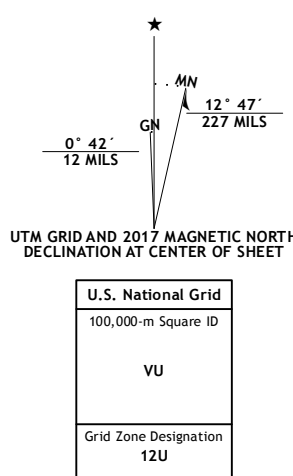 ★
MN
GN
12° 47´
227 MILS
0° 42´
12 MILS
UTM GRID AND 2017 MAGNETIC NORTH
DECLINATION AT CENTER OF SHEET
U.S. National Grid
100,000-m Square ID
VU
Grid Zone Designation
12U